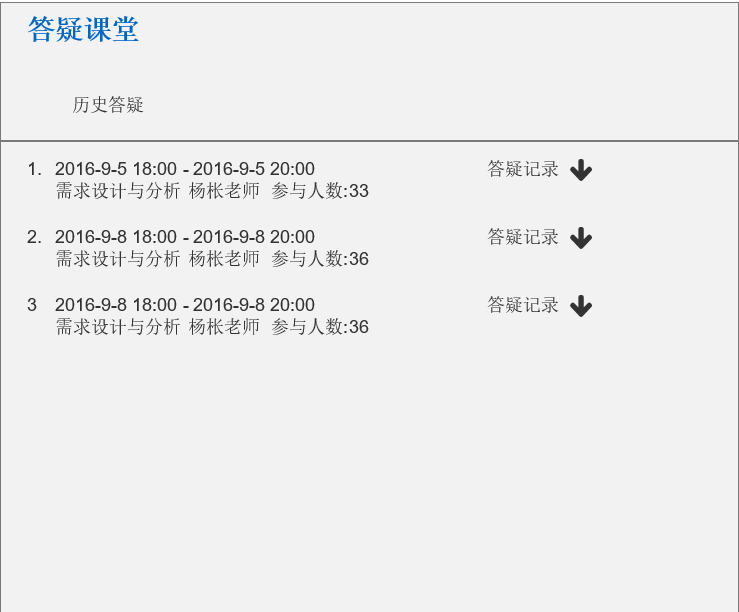 答疑课堂
历史答疑
1. 2016-9-5 18:00 - 2016-9-5 20:00 答疑记录
需求设计与分析 杨枨老师 参与人数:33
2. 2016-9-8 18:00 - 2016-9-8 20:00 答疑记录
需求设计与分析 杨枨老师 参与人数:36
3 2016-9-8 18:00 - 2016-9-8 20:00 答疑记录
需求设计与分析 杨枨老师 参与人数:36